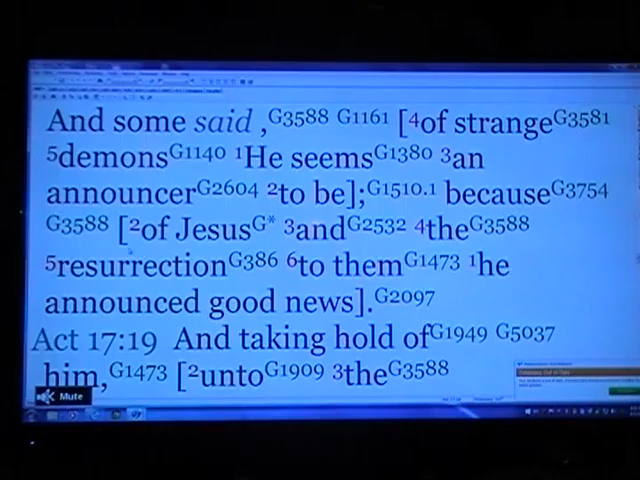 And some said ,G3588 G1161 [4of strangeG3581
5demonsG1140 1He seemsG1380 3an
announcerG2604 2to be];G1510.1 becauseG3754
G3588 [2of JesusG* 3andG2532 4theG3588
5resurrectionG386 6to themG1473 1he
announced good news].G2097
Act 17:19 And taking hold ofG1949 G5037
him,G1473 [2untoG1909 3theG3588
Mute